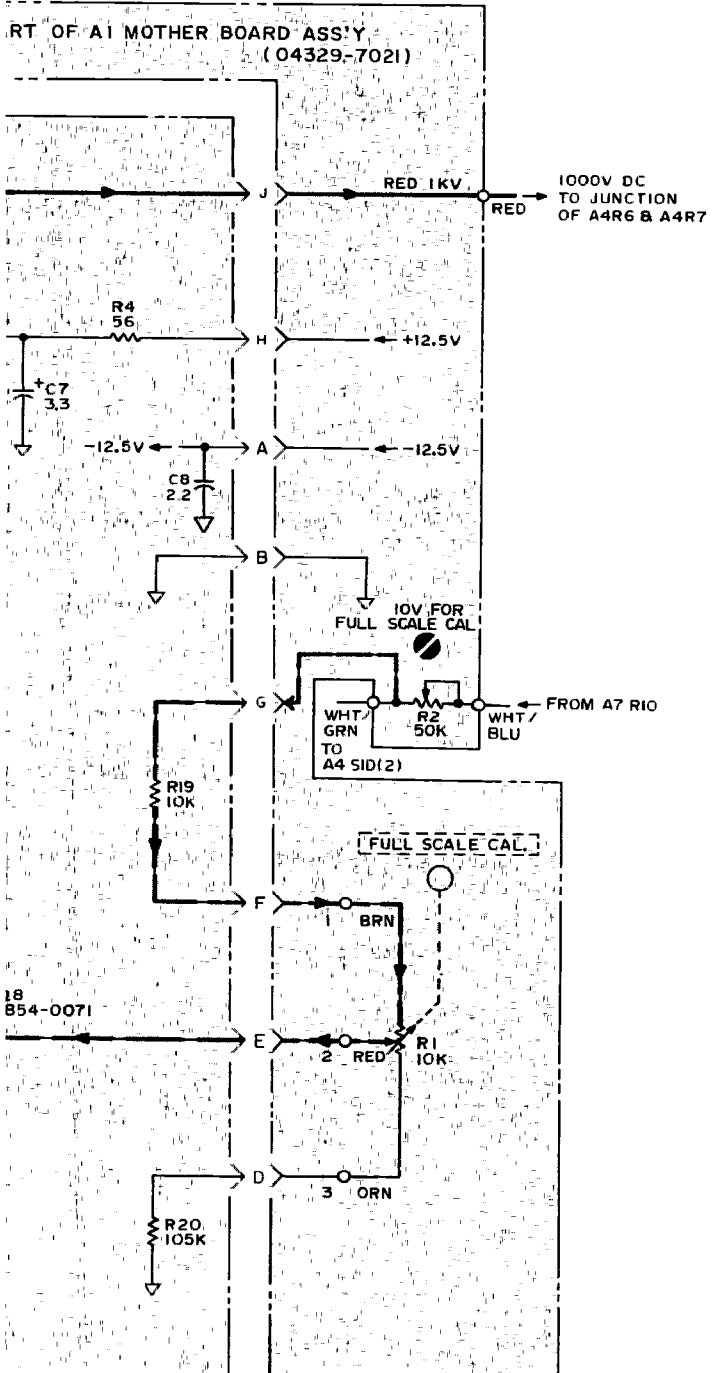 RT OF A1 MOTHER BOARD ASS'Y
(04329-7021)
J
RED 1KV
RED
1000V DC
TO JUNCTION
OF A4R6 & A4R7
R4
56
H
+12.5V
+
C7
3.3
-12.5V
A
-12.5V
C8
2.2
B
10V FOR
FULL SCALE CAL
G
WHT/
GRN
TO
A4 S1D(2)
R2
50K
WHT/
BLU
FROM A7 R10
R19
10K
FULL SCALE CAL.
F
1
BRN
18
854-0071
E
2
RED
R1
10K
D
3
ORN
R20
105K